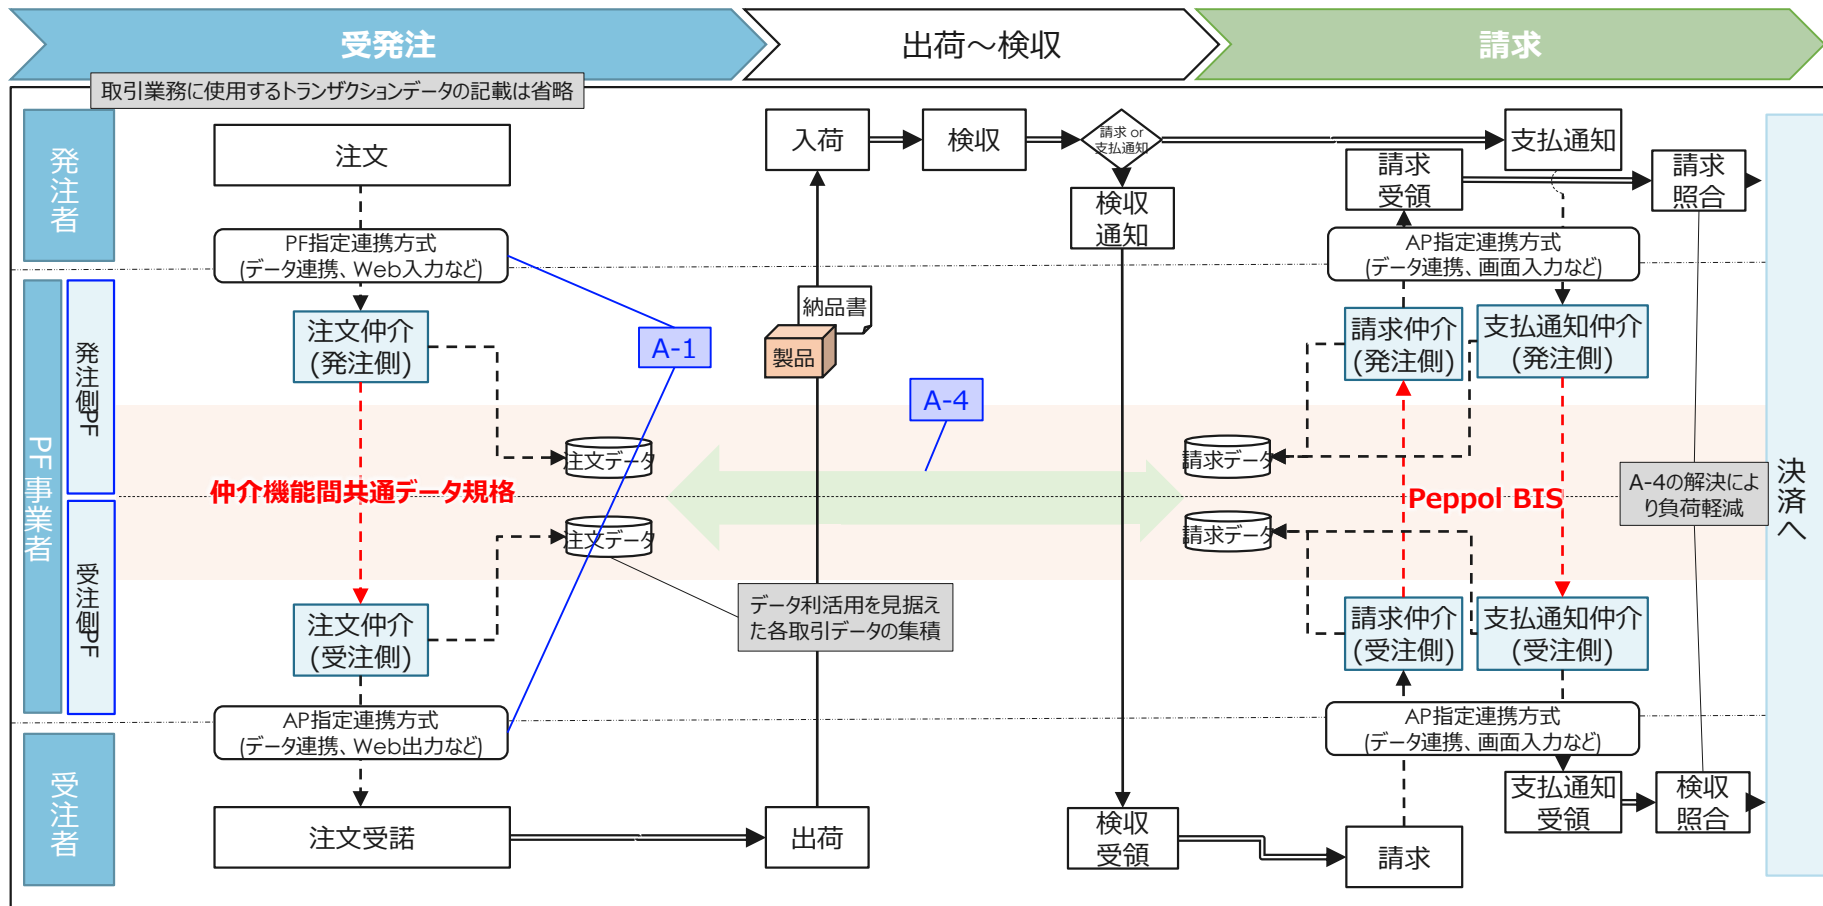 受発注
出荷～検収
請求
取引業務に使用するトランザクションデータの記載は省略
発注者
注文
入荷
検収
請求 or
支払通知
支払通知
請求
受領
請求
照合
検収
通知
PF指定連携方式
(データ連携、Web入力など)
AP指定連携方式
(データ連携、画面入力など)
PF事業者
発注側PF
注文仲介
(発注側)
納品書
製品
A-1
A-4
請求仲介
(発注側)
支払通知仲介
(発注側)
注文データ
請求データ
仲介機能間共通データ規格
Peppol BIS
A-4の解決によ
り負荷軽減
決済へ
受注側PF
注文データ
請求データ
データ利活用を見据え
た各取引データの集積
注文仲介
(受注側)
請求仲介
(受注側)
支払通知仲介
(受注側)
AP指定連携方式
(データ連携、Web出力など)
AP指定連携方式
(データ連携、画面入力など)
受注者
注文受諾
出荷
検収
受領
請求
支払通知
受領
検収
照合